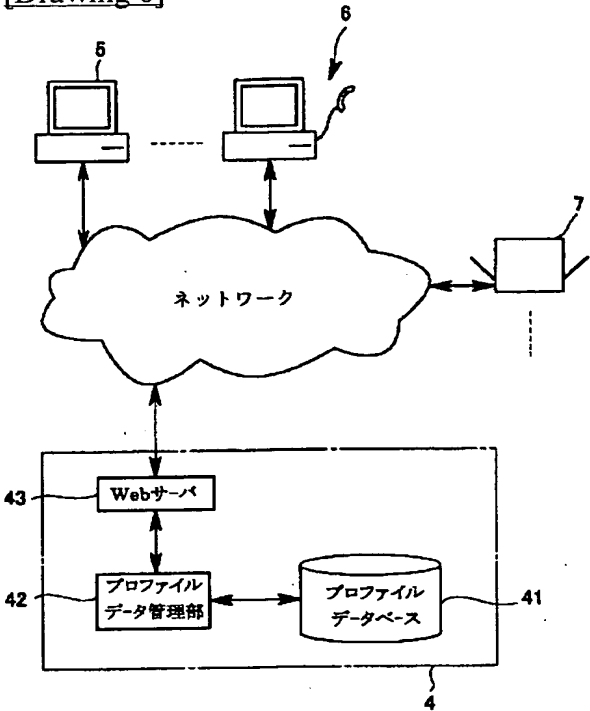 [Drawing 6]
6
5
7
ネットワーク
43
Webサーバ
42
プロファイル
データ管理部
プロファイル
データベース
41
4